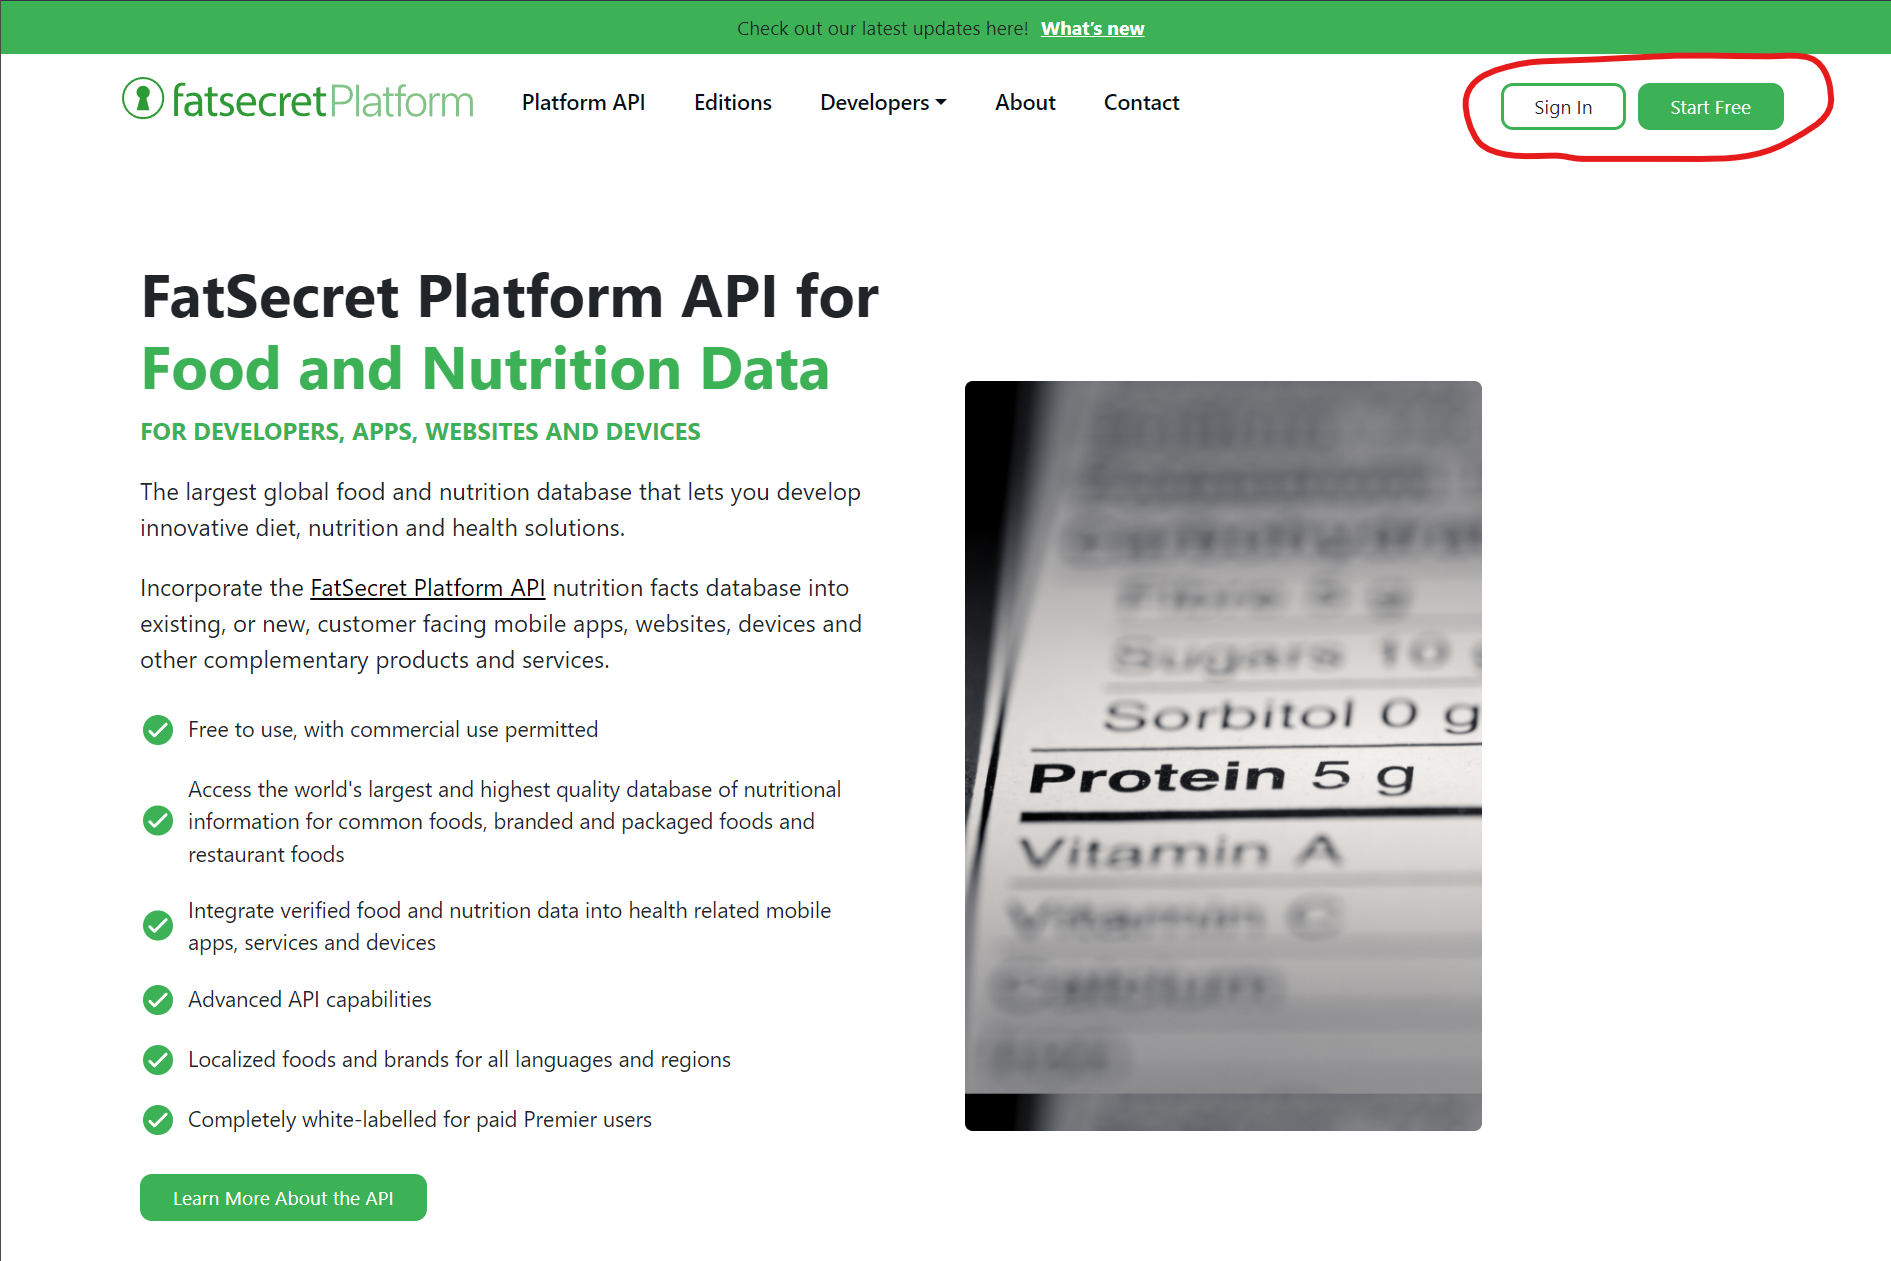 Check out our latest updates here! What's new
fatsecret Platform
Platform API Editions Developers About Contact
Sign In Start Free
FatSecret Platform API for
Food and Nutrition Data
FOR DEVELOPERS, APPS, WEBSITES AND DEVICES
The largest global food and nutrition database that lets you develop
innovative diet, nutrition and health solutions.
Incorporate the FatSecret Platform API nutrition facts database into
existing, or new, customer facing mobile apps, websites, devices and
other complementary products and services.
Free to use, with commercial use permitted
Access the world's largest and highest quality database of nutritional
information for common foods, branded and packaged foods and
restaurant foods
Integrate verified food and nutrition data into health related mobile
apps, services and devices
Advanced API capabilities
Localized foods and brands for all languages and regions
Completely white-labelled for paid Premier users
Learn More About the API
Sugars 10
Sorbitol 0 g
Protein 5 g
Vitamin A
Vitamin C